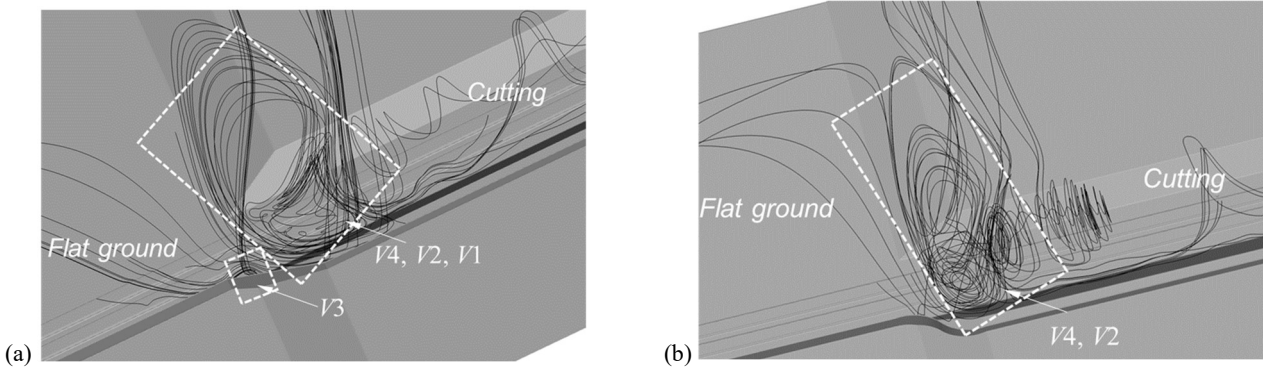 Cutting
Flat ground
V4, V2, V1
V3
(a)
Cutting
Flat ground
V4, V2
(b)